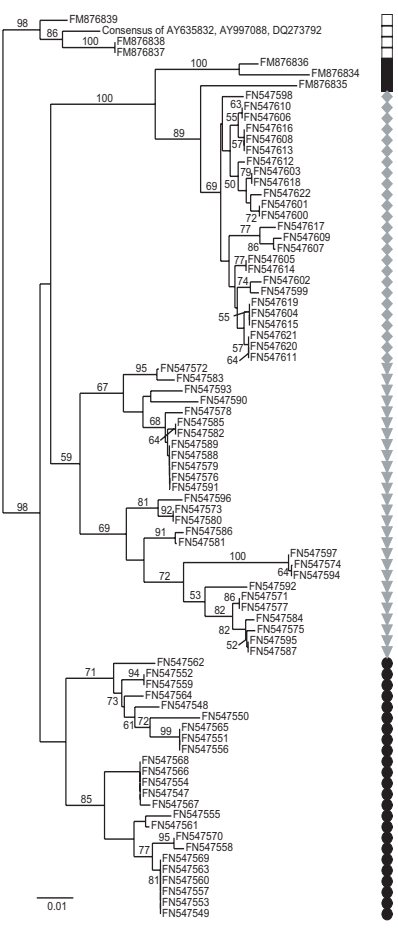 FM876839
98
Consensus of AY635832, AY997088, DQ273792
86
FM876838
100
FM876837
FM876836
100
FM876834
FM876835
100
FN547598
63 FN547610
55 FN547606
89
FN547616
FN547608
57 FN547613
FN547612
79 FN547603
69
50 FN547618
FN547622
FN547601
72 FN547600
FN547617
77
FN547609
86 FN547607
77 FN547605
FN547614
FN547602
74
FN547599
FN547619
FN547604
55
FN547615
FN547621
57 FN547620
64 FN547611
95 FN547572
FN547583
67
FN547593
FN547590
FN547578
68 FN547585
64 FN547582
FN547589
FN547588
59
FN547579
FN547576
FN547591
FN547596
81
92 FN547573
FN547580
69
FN547586
91
FN547581
FN547597
100
FN547574
64 FN547594
72
FN547592
53
86 FN547571
FN547577
82
FN547584
82 FN547575
FN547595
52 FN547587
98
FN547562
71
94 FN547552
FN547559
FN547564
73
FN547548
61 72 FN547550
FN547565
99 FN547551
FN547556
FN547568
FN547566
FN547554
FN547547
85
FN547567
FN547555
FN547561
95 FN547570
FN547558
77
FN547569
FN547563
81 FN547560
FN547557
FN547553
FN547549
0.01